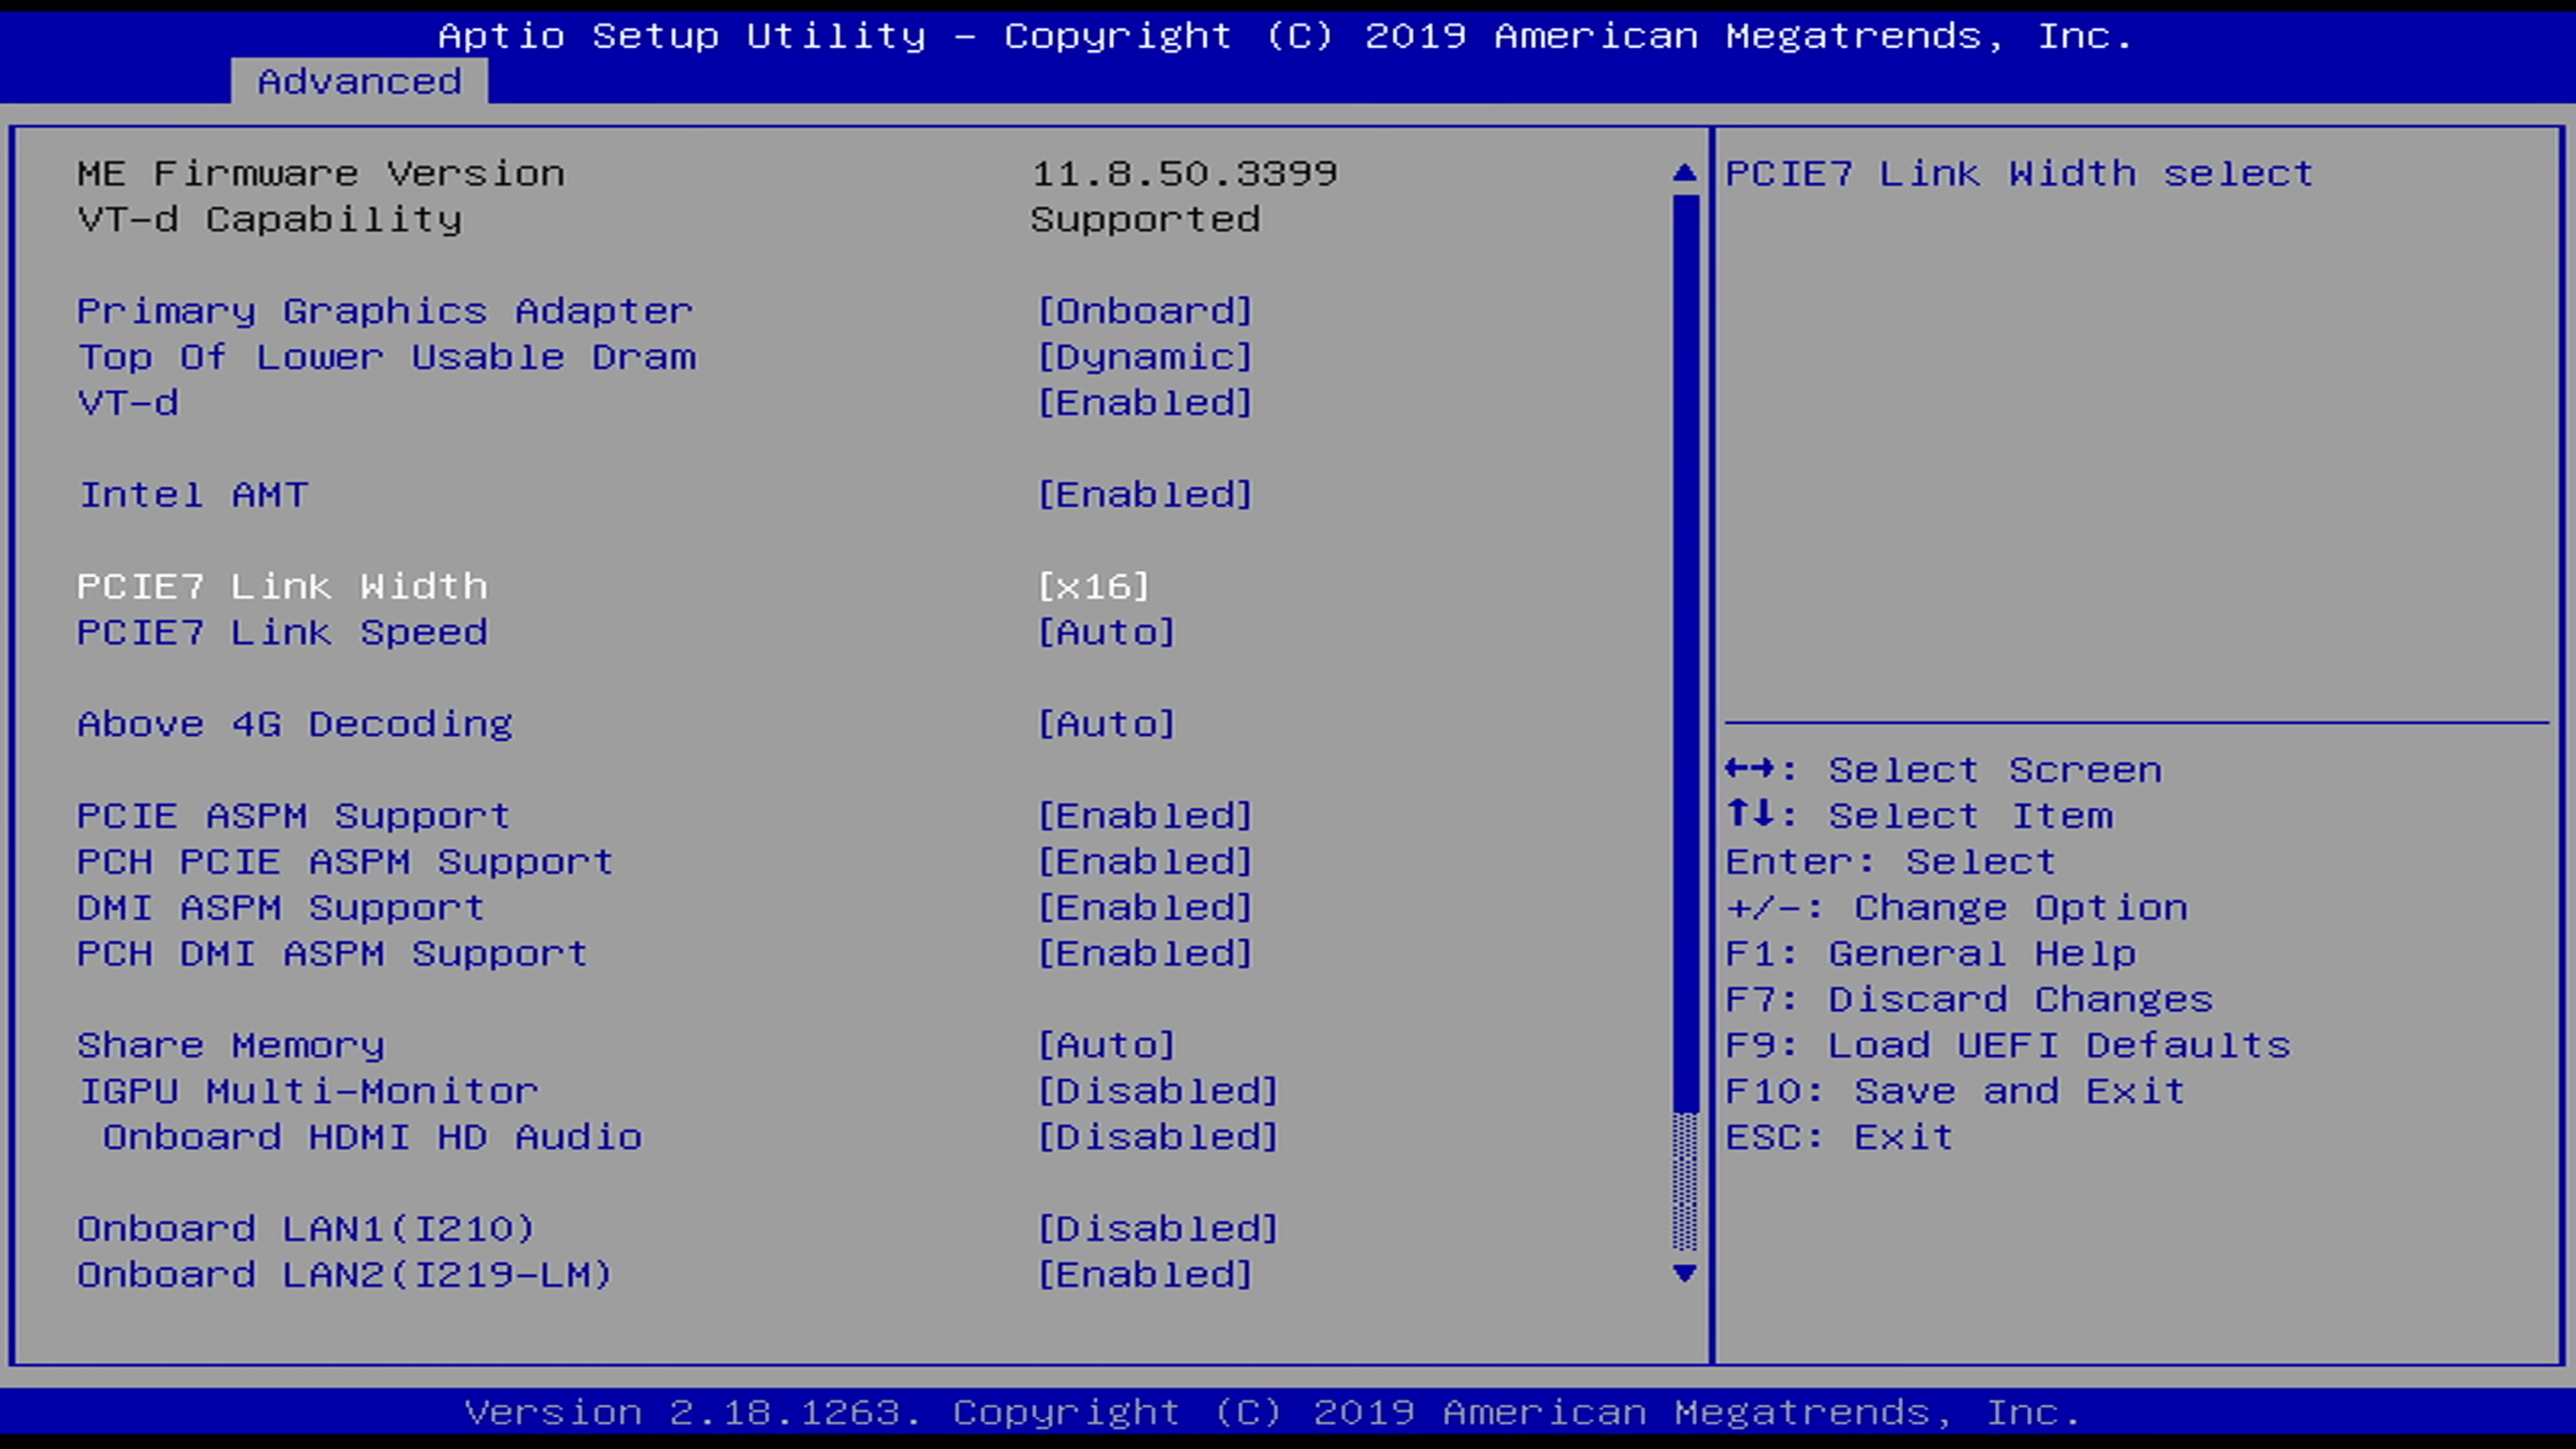 Aptio Setup Utility – Copyright (C) 2019 American Megatrends, Inc.
Advanced
ME Firmware Version 11.8.50.3399
VT-d Capability Supported
Primary Graphics Adapter [Onboard]
Top Of Lower Usable Dram [Dynamic]
VT-d [Enabled]
Intel AMT [Enabled]
PCIE7 Link Width [x16]
PCIE7 Link Speed [Auto]
Above 4G Decoding [Auto]
PCIE ASPM Support [Enabled]
PCH PCIE ASPM Support [Enabled]
DMI ASPM Support [Enabled]
PCH DMI ASPM Support [Enabled]
Share Memory [Auto]
IGPU Multi-Monitor [Disabled]
Onboard HDMI HD Audio [Disabled]
Onboard LAN1(I210) [Disabled]
Onboard LAN2(I219-LM) [Enabled]
PCIE7 Link Width select
←→: Select Screen
↑↓: Select Item
Enter: Select
+/-: Change Option
F1: General Help
F7: Discard Changes
F9: Load UEFI Defaults
F10: Save and Exit
ESC: Exit
Version 2.18.1263. Copyright (C) 2019 American Megatrends, Inc.